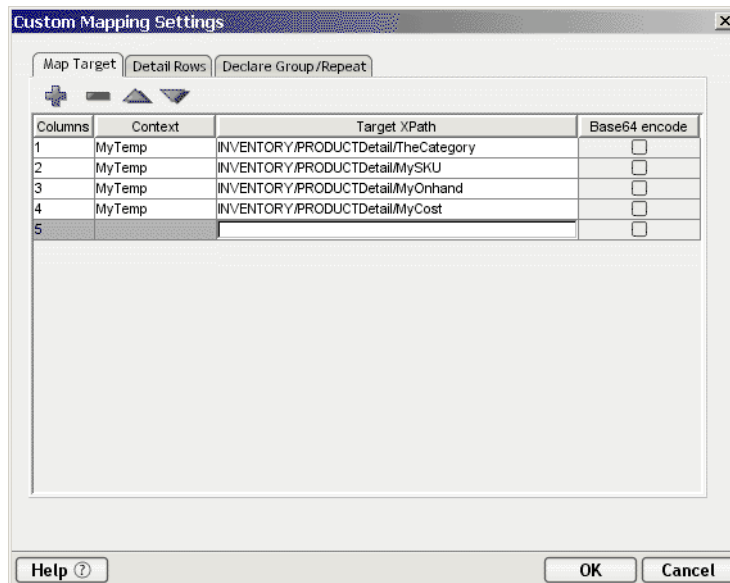 Custom Mapping Settings
Map Target Detail Rows Declare Group/Repeat
Columns Context Target XPath Base64 encode
1 MyTemp INVENTORY/PRODUCTDetail/TheCategory
2 MyTemp INVENTORY/PRODUCTDetail/MySKU
3 MyTemp INVENTORY/PRODUCTDetail/MyOnhand
4 MyTemp INVENTORY/PRODUCTDetail/MyCost
5
Help ? OK Cancel